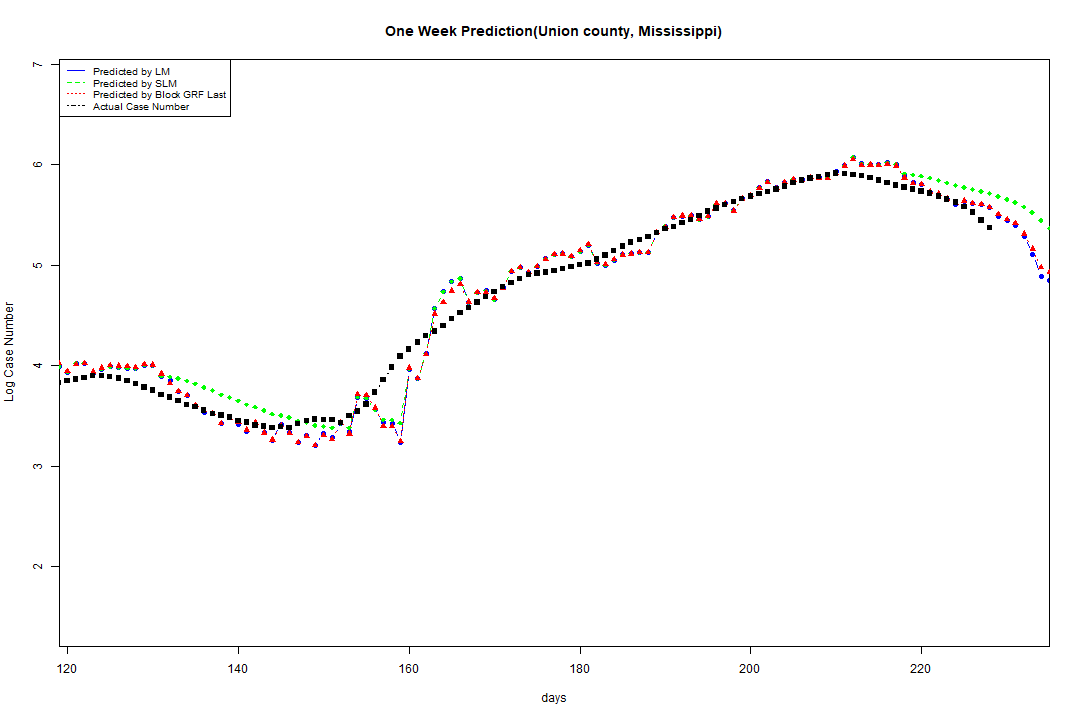 One Week Prediction(Union county, Mississippi)
Predicted by LM
Predicted by SLM
Predicted by Block GRF Last
Actual Case Number
7
6
5
4
3
2
Log Case Number
120 140 160 180 200 220
days